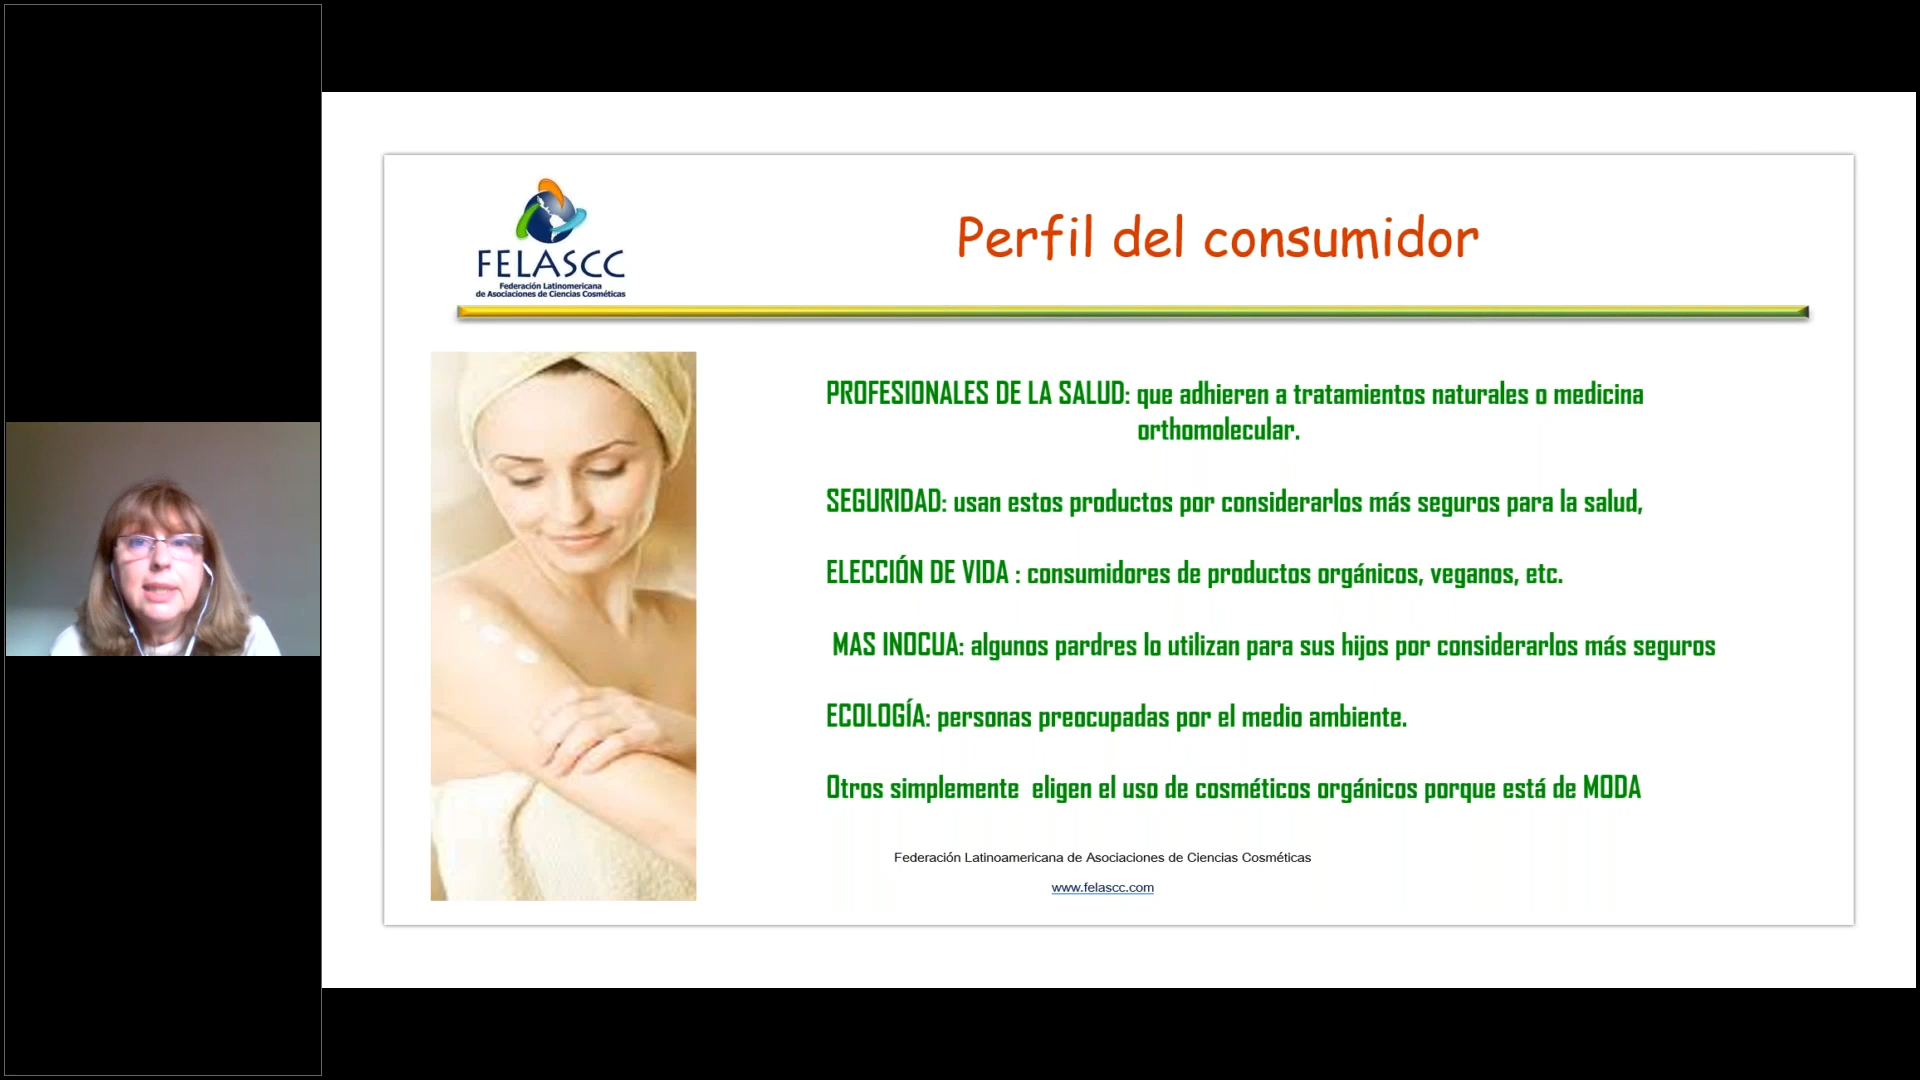 FELASCC
Federación Latinomericana
de Asociaciones de Ciencias Cosméticas
Perfil del consumidor
PROFESIONALES DE LA SALUD: que adhieren a tratamientos naturales o medicina
orthomolecular.
SEGURIDAD: usan estos productos por considerarlos más seguros para la salud,
ELECCIÓN DE VIDA : consumidores de productos orgánicos, veganos, etc.
MAS INOCUA: algunos pardres lo utilizan para sus hijos por considerarlos más seguros
ECOLOGÍA: personas preocupadas por el medio ambiente.
Otros simplemente eligen el uso de cosméticos orgánicos porque está de MODA
Federación Latinoamericana de Asociaciones de Ciencias Cosméticas
www.felascc.com